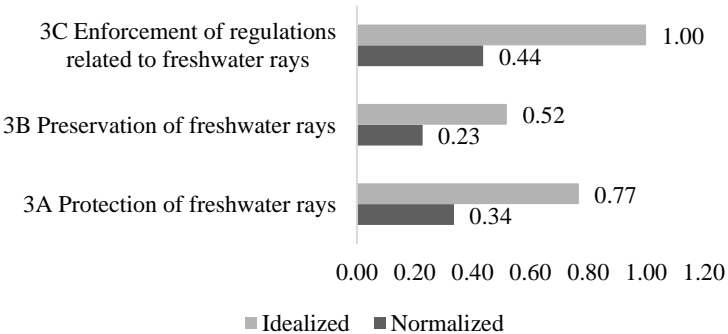 3C Enforcement of regulations
related to freshwater rays
1.00
0.44
3B Preservation of freshwater rays
0.52
0.23
3A Protection of freshwater rays
0.77
0.34
0.00 0.20 0.40 0.60 0.80 1.00 1.20
Idealized Normalized